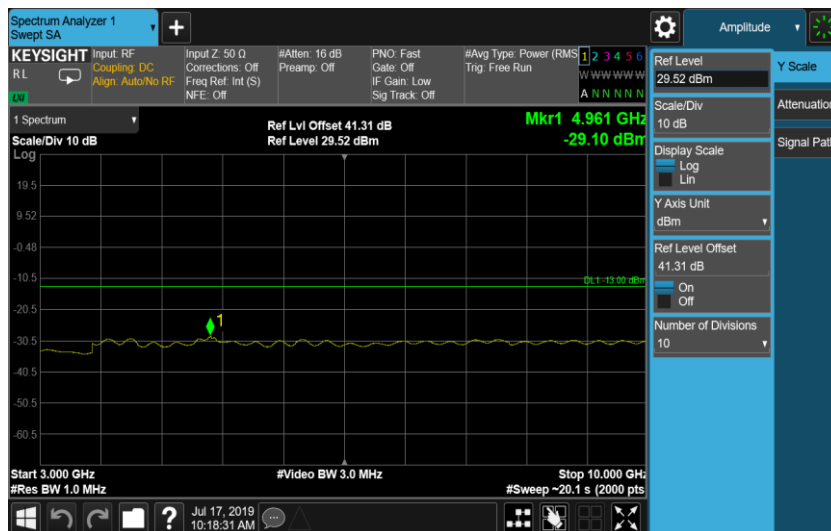 Spectrum Analyzer 1
Swept SA
+
Amplitude
KEYSIGHT
RL
LXI
Input: RF
Coupling: DC
Align: Auto/No RF
Input Z: 50 Ω
Corrections: Off
Freq Ref: Int (S)
NFE: Off
#Atten: 16 dB
Preamp: Off
PNO: Fast
Gate: Off
IF Gain: Low
Sig Track: Off
#Avg Type: Power (RMS
Trig: Free Run
1 2 3 4 5 6
W W W W W W
A N N N N N
1 Spectrum
Scale/Div 10 dB
Log
Ref Lvl Offset 41.31 dB
Ref Level 29.52 dBm
Mkr1 4.961 GHz
-29.10 dBm
19.5
9.52
-0.48
-10.5
-20.5
-30.5
-40.5
-50.5
-60.5
DL1 -13.00 dBm
1
Start 3.000 GHz
#Res BW 1.0 MHz
#Video BW 3.0 MHz
Stop 10.000 GHz
#Sweep ~20.1 s (2000 pts
?
Jul 17, 2019
10:18:31 AM
Ref Level
29.52 dBm
Scale/Div
10 dB
Display Scale
Log
Lin
Y Axis Unit
dBm
Ref Level Offset
41.31 dB
On
Off
Number of Divisions
10
Y Scale
Attenuation
Signal Path